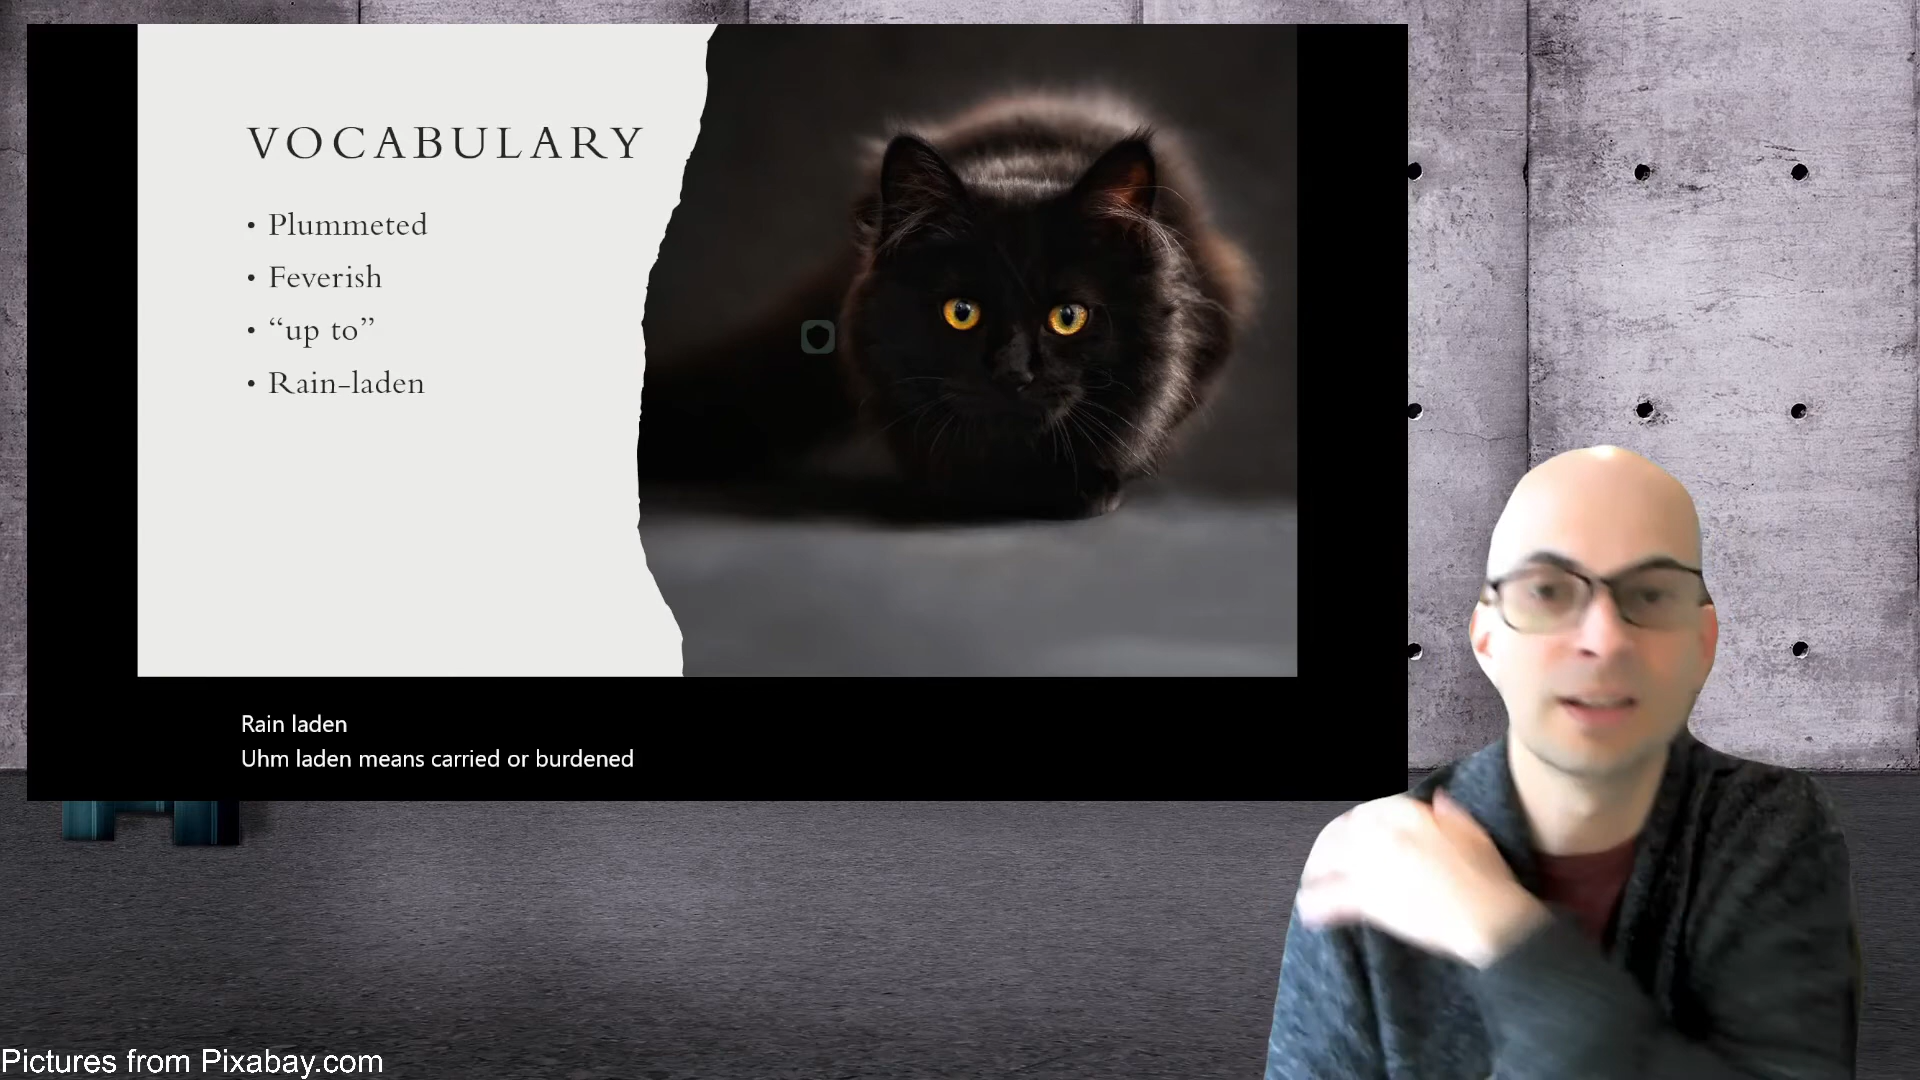 VOCABULARY
• Plummeted
• Feverish
• “up to”
• Rain-laden
Rain laden
Uhm laden means carried or burdened
Pictures from Pixabay.com